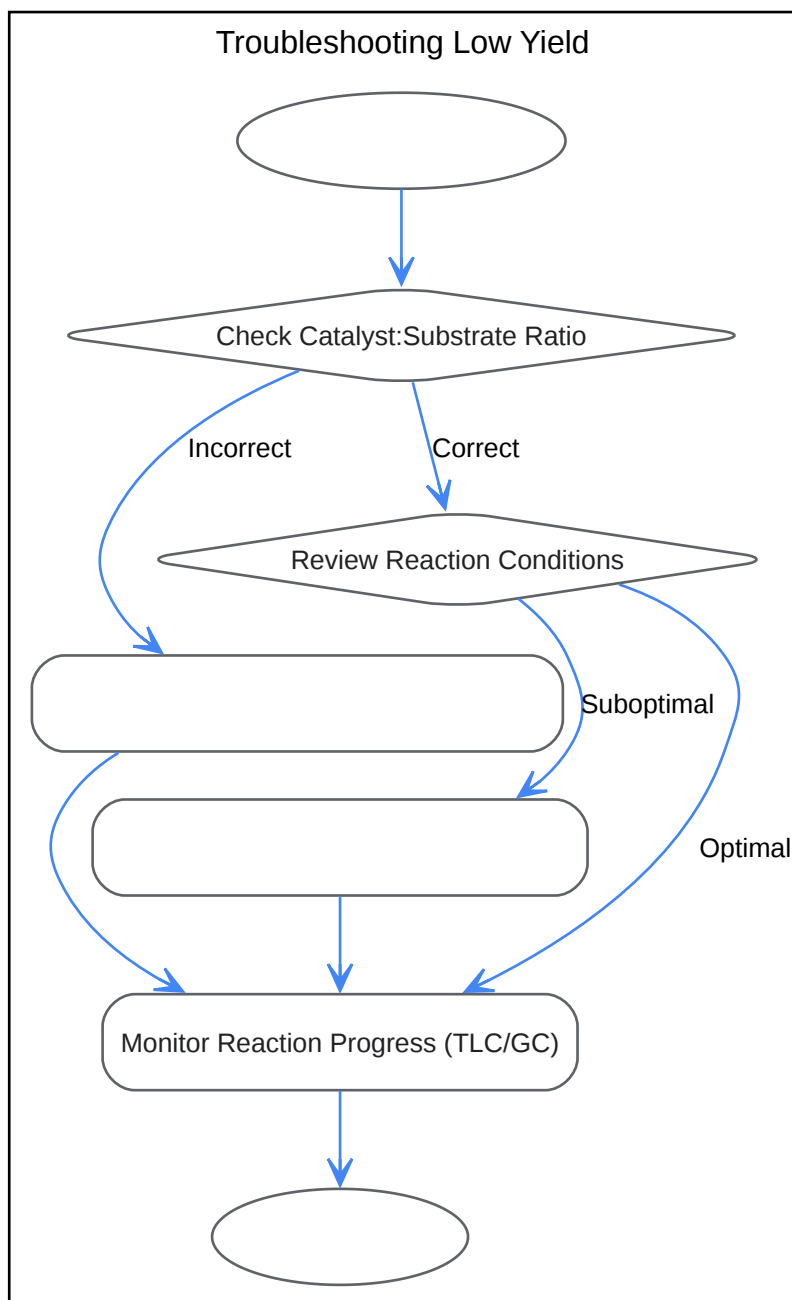 Troubleshooting Low Yield
Check Catalyst:Substrate Ratio
Incorrect
Correct
Review Reaction Conditions
Suboptimal
Optimal
Monitor Reaction Progress (TLC/GC)